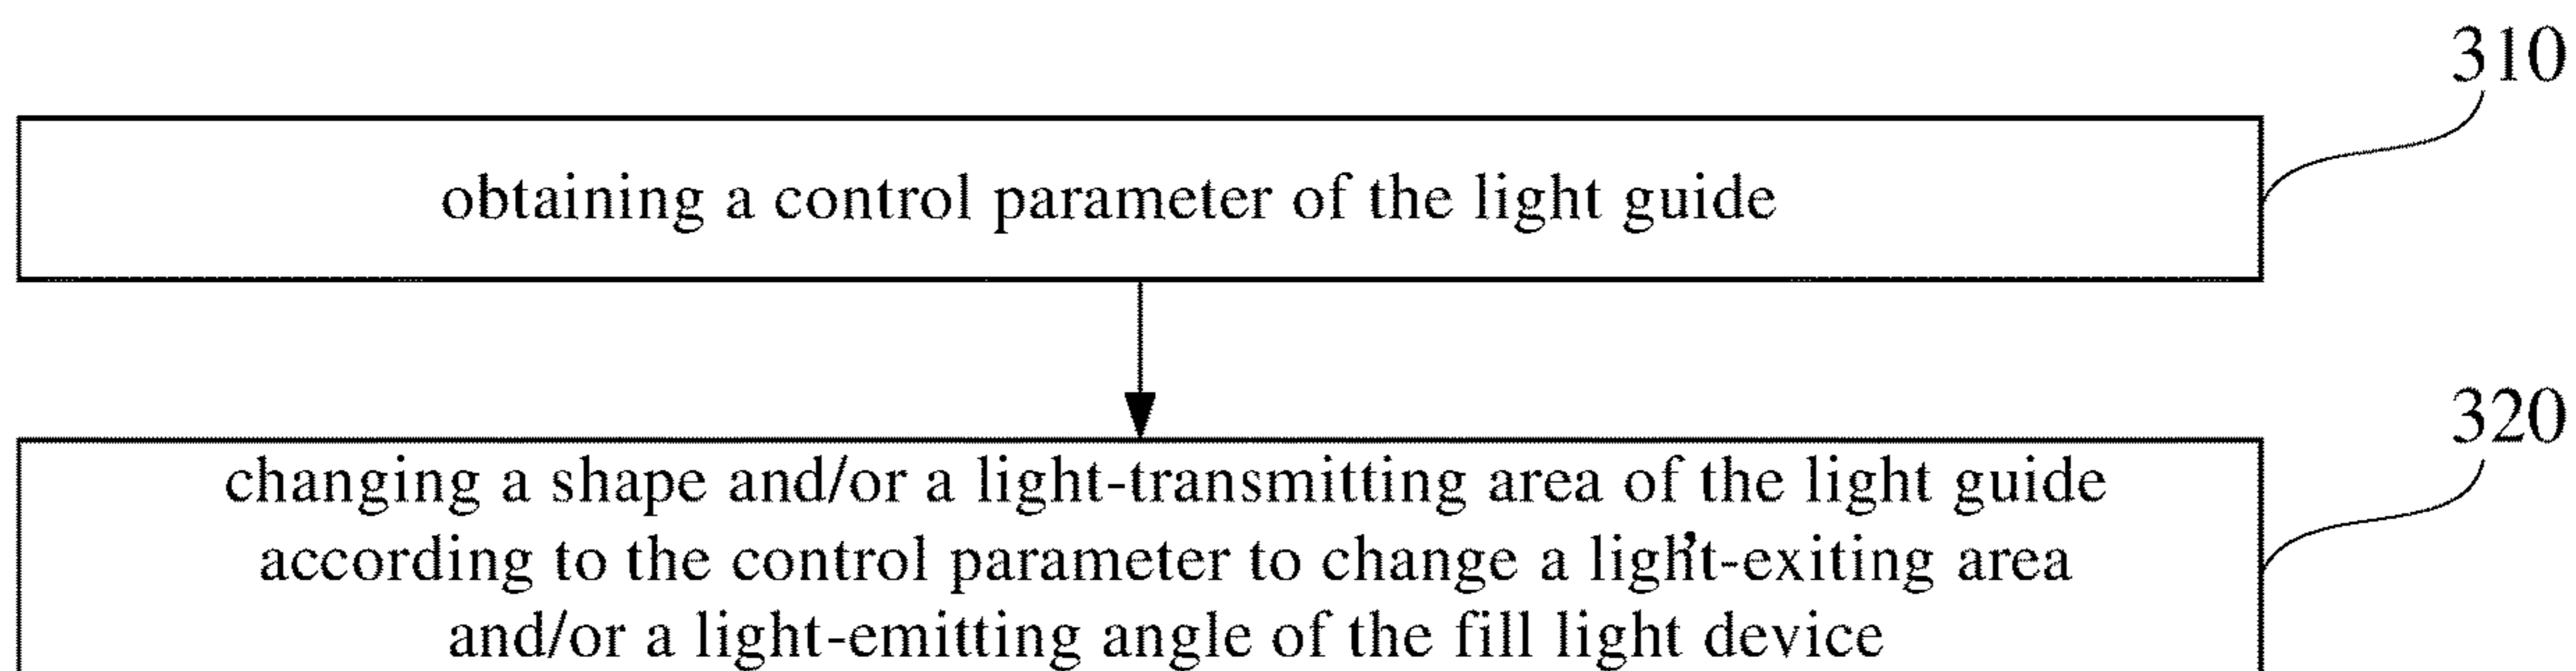 310
obtaining a control parameter of the light guide
320
changing a shape and/or a light-transmitting area of the light guide
according to the control parameter to change a light-exiting area
and/or a light-emitting angle of the fill light device